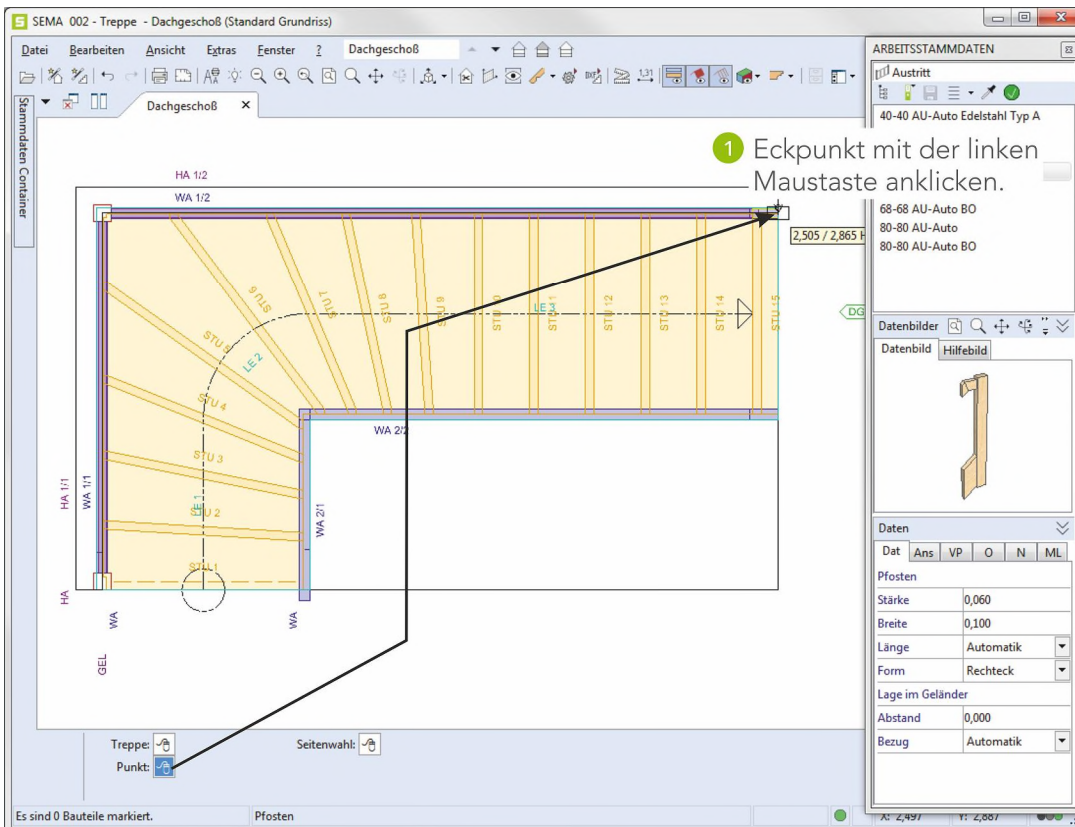 SEMA 002 - Treppe - Dachgeschoß (Standard Grundriss)
Datei Bearbeiten Ansicht Extras Fenster ? Dachgeschoß
1,31
Stammdaten Container
Dachgeschoß
ARBEITSSTAMMDATEN
Austritt
40-40 AU-Auto Edelstahl Typ A
1 Eckpunkt mit der linken
Maustaste anklicken.
68-68 AU-Auto BO
80-80 AU-Auto
80-80 AU-Auto BO
HA 1/2
WA 1/2
2,505 / 2,865 H
STU 6
STU 7
STU 8
STU 9
STU 11
STU 12
STU 13
STU 14
STU 15
LE 3
DG
STU 5
LE 2
STU 4
WA 2/2
STU 3
HA 1/1
WA 1/1
LE 1
STU 2
WA 2/1
STU 1
HA
WA
WA
GEL
Datenbilder
Datenbild Hilfebild
Daten
Dat Ans VP O N ML
Pfosten
Stärke 0,060
Breite 0,100
Länge Automatik
Form Rechteck
Lage im Geländer
Abstand 0,000
Bezug Automatik
Treppe: Seitenwahl:
Punkt:
Es sind 0 Bauteile markiert. Pfosten
X: 2,497 Y: 2,887